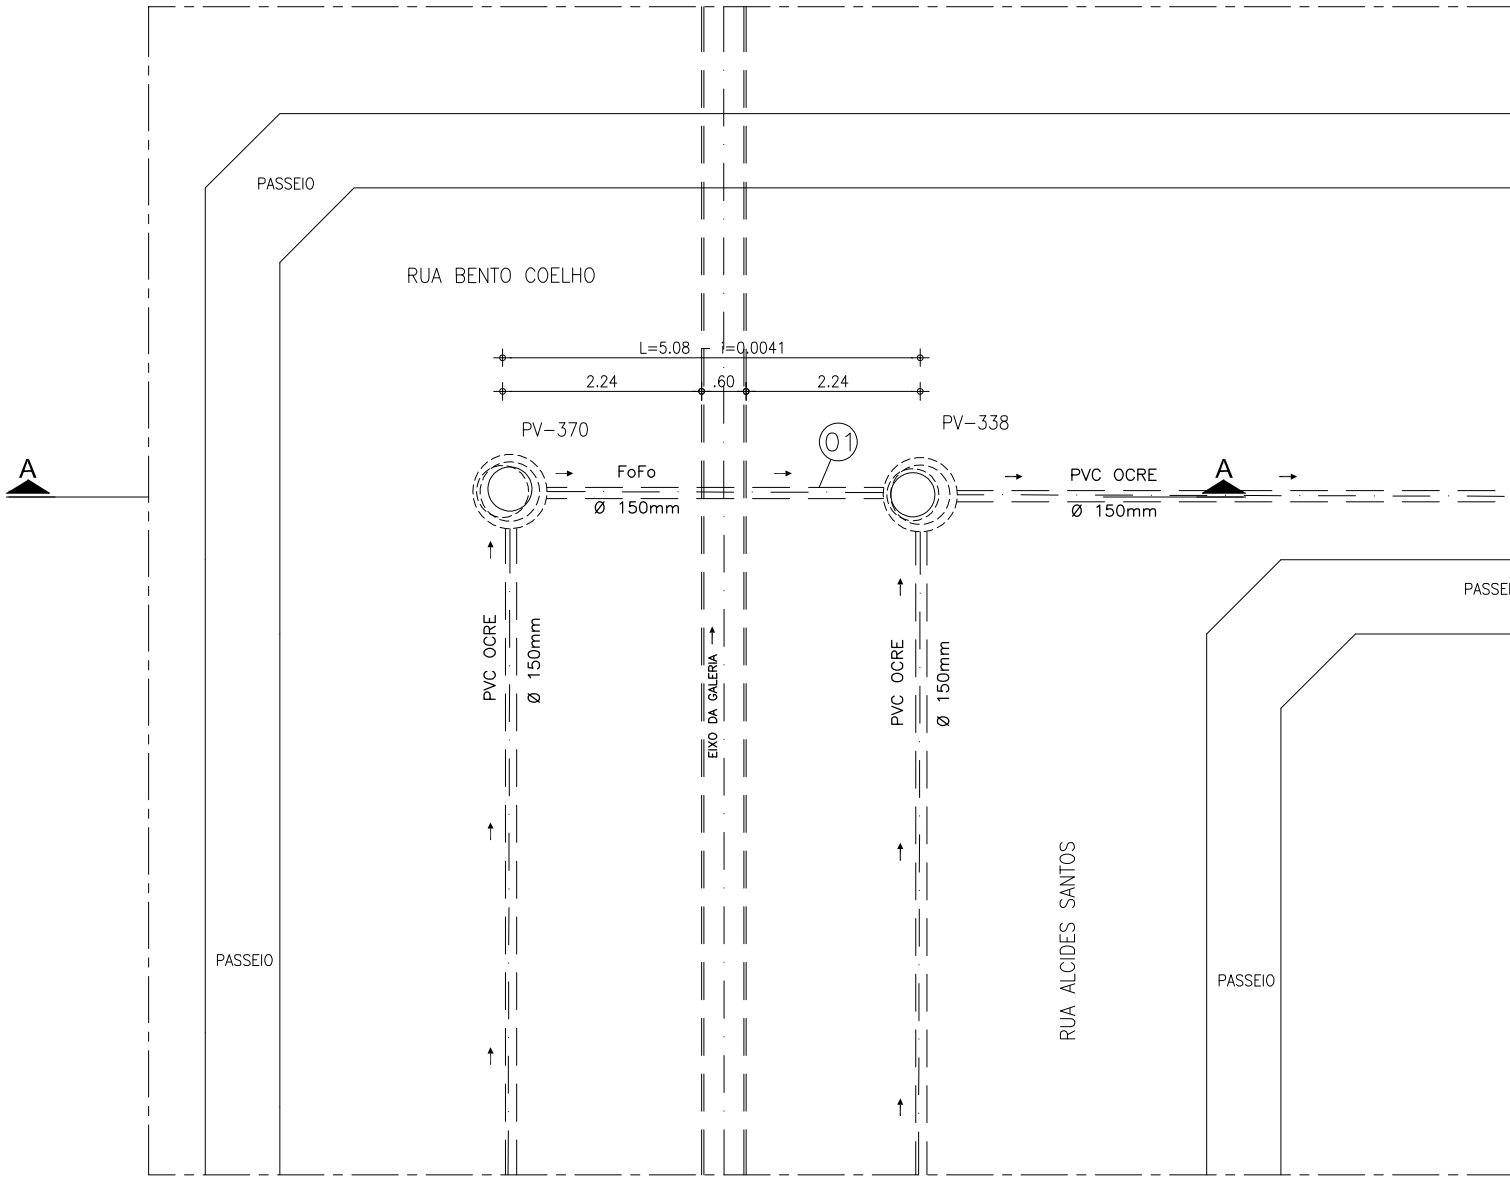 PASSEIO
RUA BENTO COELHO
L=5.08 - i=0.0041
2.24
.60
2.24
PV-370
PV-338
01
A
FoFo
Ø 150mm
PVC OCRE
A
Ø 150mm
PASSEI
PVC OCRE
Ø 150mm
EIXO DA GALERIA
PVC OCRE
Ø 150mm
RUA ALCIDES SANTOS
PASSEIO
PASSEIO